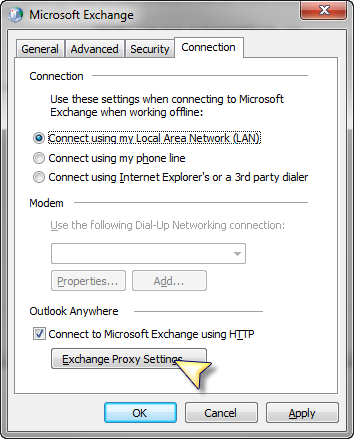 Microsoft Exchange
General Advanced Security Connection
Connection
Use these settings when connecting to Microsoft
Exchange when working offline:
Connect using my Local Area Network (LAN)
Connect using my phone line
Connect using Internet Explorer's or a 3rd party dialer
Modem
Use the following Dial-Up Networking connection:
Properties... Add...
Outlook Anywhere
Connect to Microsoft Exchange using HTTP
Exchange Proxy Settings...
OK Cancel Apply